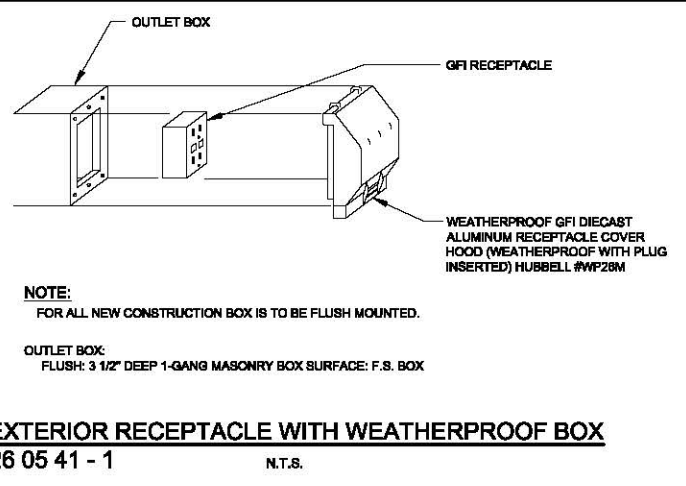 OUTLET BOX
GFI RECEPTACLE
WEATHERPROOF GFI DIECAST
ALUMINUM RECEPTACLE COVER
HOOD (WEATHERPROOF WITH PLUG
INSERTED) HUBBELL #WP26M
NOTE:
FOR ALL NEW CONSTRUCTION BOX IS TO BE FLUSH MOUNTED.
OUTLET BOX:
FLUSH: 3 1/2" DEEP 1-GANG MASONRY BOX SURFACE: F.S. BOX
EXTERIOR RECEPTACLE WITH WEATHERPROOF BOX
26 05 41 - 1
N.T.S.